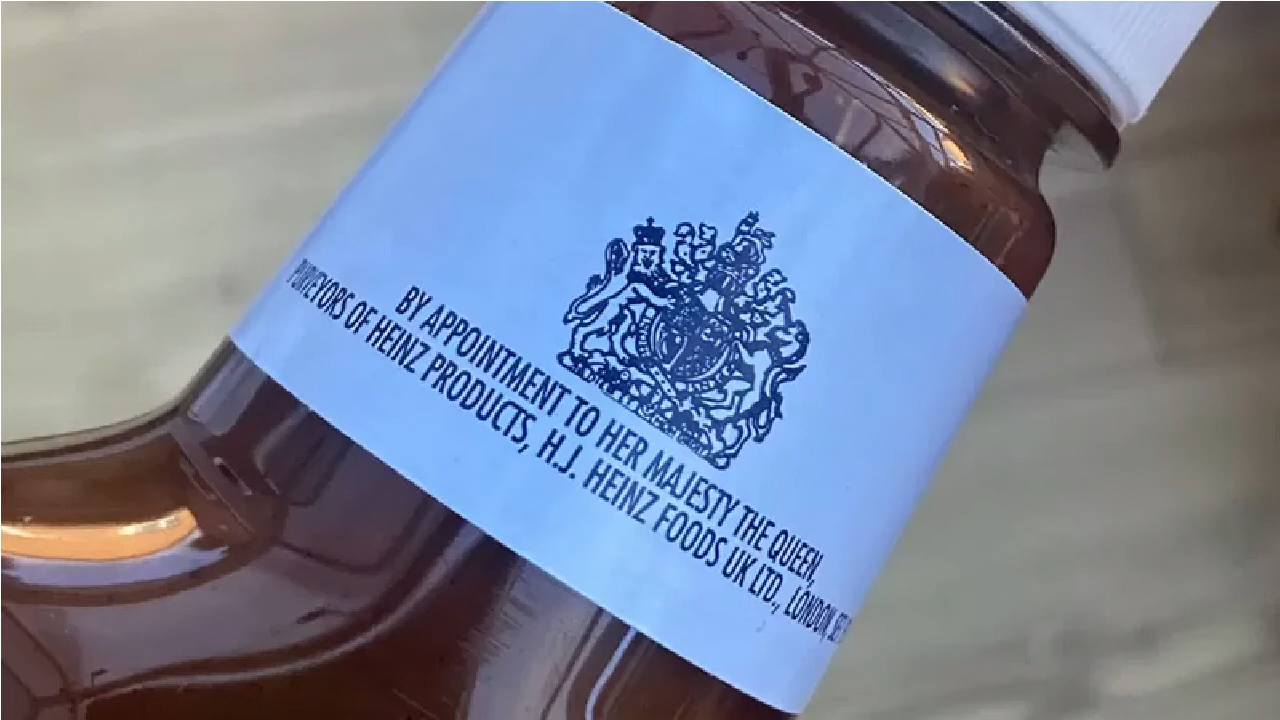 BY APPOINTMENT TO HER MAJESTY THE QUEEN,
PURVEYORS OF HEINZ PRODUCTS, H.J. HEINZ FOODS UK LTD., LONDON,